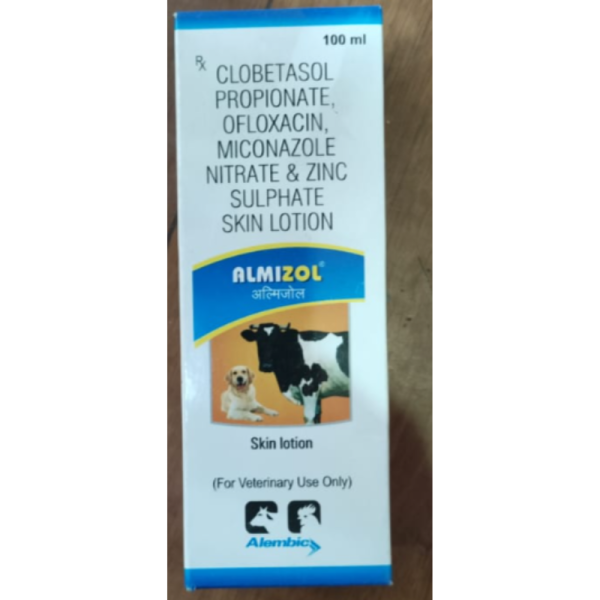 100 ml
Rx CLOBETASOL
PROPIONATE,
OFLOXACIN,
MICONAZOLE
NITRATE & ZINC
SULPHATE
SKIN LOTION
ALMIZOL®
अल्मिजोल
Skin lotion
(For Veterinary Use Only)
Alembic